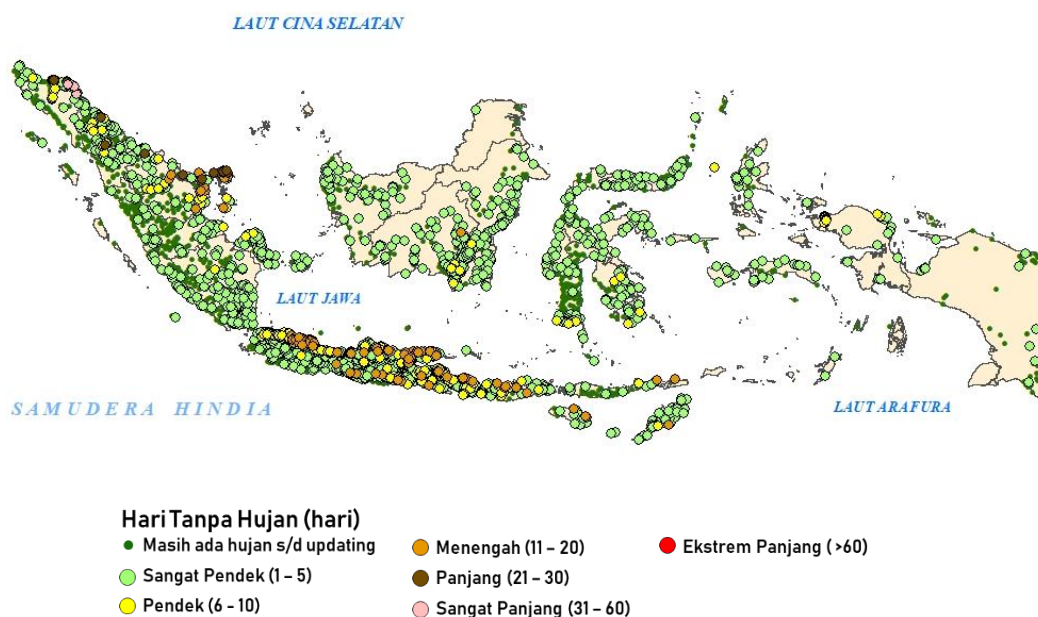 LAUT CINA SELATAN
LAUT JAWA
SAMUDERA HINDIA
LAUT ARAFURA
Hari Tanpa Hujan (hari)
Masih ada hujan s/d updating
Sangat Pendek (1 – 5)
Pendek (6 - 10)
Menengah (11 – 20)
Panjang (21 – 30)
Sangat Panjang (31 – 60)
Ekstrem Panjang ( >60)